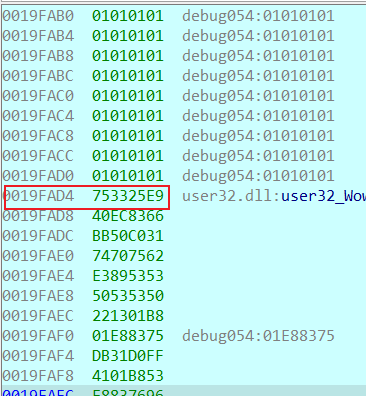 0019FAB0 01010101 debug054:01010101
0019FAB4 01010101 debug054:01010101
0019FAB8 01010101 debug054:01010101
0019FABC 01010101 debug054:01010101
0019FAC0 01010101 debug054:01010101
0019FAC4 01010101 debug054:01010101
0019FAC8 01010101 debug054:01010101
0019FACC 01010101 debug054:01010101
0019FAD0 01010101 debug054:01010101
0019FAD4 753325E9 user32.dll:user32_Wow
0019FAD8 40EC8366
0019FADC BB50C031
0019FAE0 74707562
0019FAE4 E3895353
0019FAE8 50535350
0019FAEC 221301B8
0019FAF0 01E88375 debug054:01E88375
0019FAF4 DB31D0FF
0019FAF8 4101B853
0019FAFC E8837696